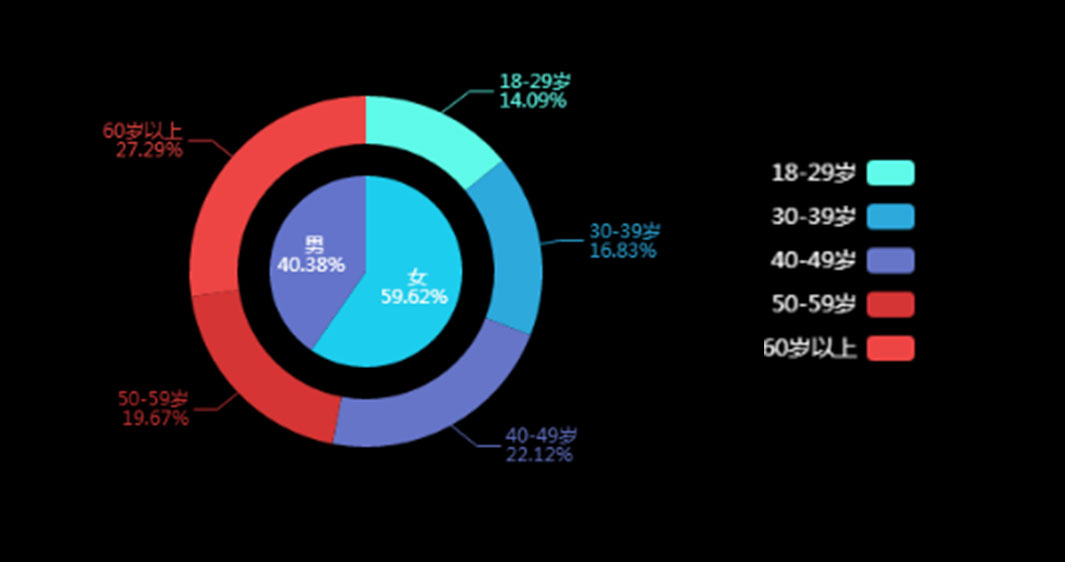 18-29岁
14.09%
60岁以上
27.29%
30-39岁
16.83%
男
40.38%
女
59.62%
50-59岁
19.67%
40-49岁
22.12%
18-29岁
30-39岁
40-49岁
50-59岁
60岁以上